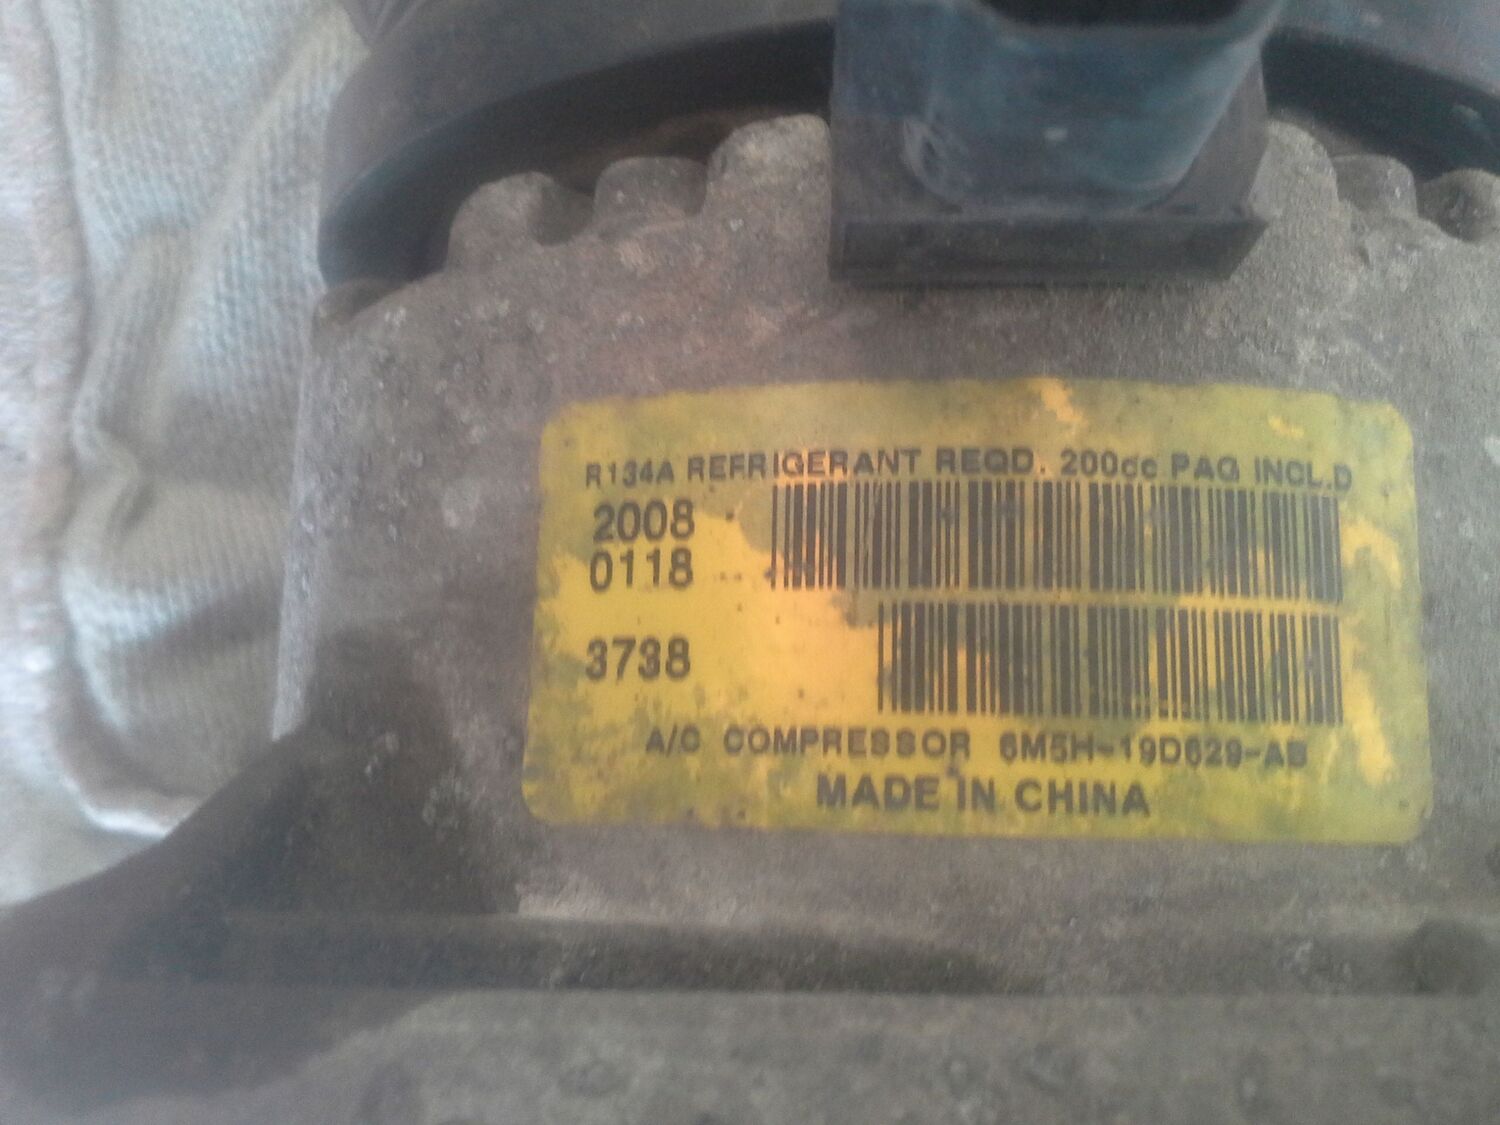 R134A REFRIGERANT REQD. 200cc PAG INCL.D
2008
0118
3738
A/C COMPRESSOR 6M5H-19D629-AB
MADE IN CHINA